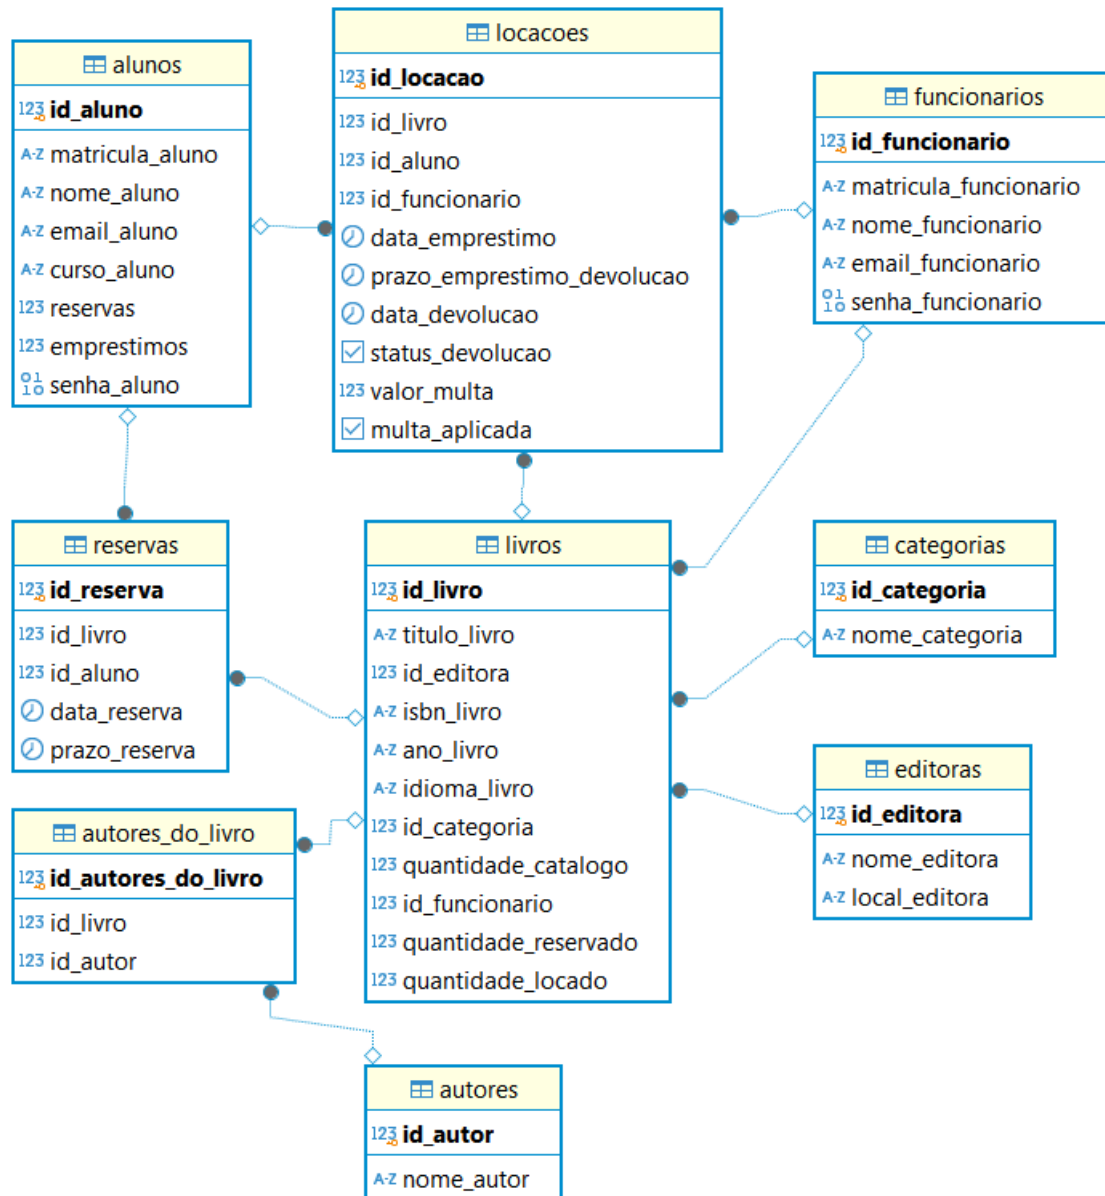 alunos
id_aluno
matricula_aluno
nome_aluno
email_aluno
curso_aluno
reservas
emprestimos
senha_aluno
locacoes
id_locacao
id_livro
id_aluno
id_funcionario
data_emprestimo
prazo_emprestimo_devolucao
data_devolucao
status_devolucao
valor_multa
multa_aplicada
funcionarios
id_funcionario
matricula_funcionario
nome_funcionario
email_funcionario
senha_funcionario
reservas
id_reserva
id_livro
id_aluno
data_reserva
prazo_reserva
livros
id_livro
titulo_livro
id_editora
isbn_livro
ano_livro
idioma_livro
id_categoria
quantidade_catalogo
id_funcionario
quantidade_reservado
quantidade_locado
categorias
id_categoria
nome_categoria
editoras
id_editora
nome_editora
local_editora
autores_do_livro
id_autores_do_livro
id_livro
id_autor
autores
id_autor
nome_autor